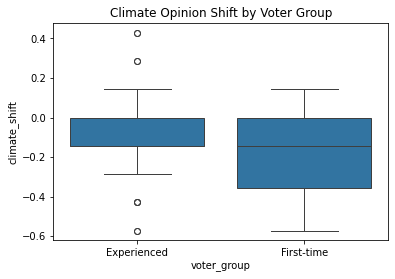 Climate Opinion Shift by Voter Group
climate_shift
0.4
0.2
0.0
−0.2
−0.4
−0.6
Experienced
First-time
voter_group